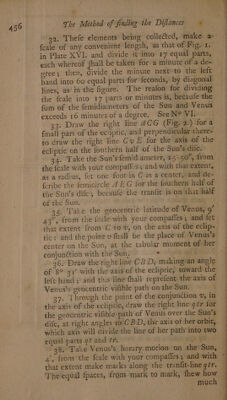 456 The Method of finding the Distances
32. These elements being collected, make a
scale of any convenient length, as that of Fig. 1.
in Plate XVI. and divide it into 17 equal parts,
each whereof shall be taken for a minute of a de-
gree; then, divide the minute next to the left
hand into 60 equal parts for seconds, by diagonal
lines, as in the figure. The reason for dividing
the scale into 17 parts or minutes is, because the
sum of the semidiameters of the Sun and Venus
exceeds 16 minutes of a degree. See N° VI.
33. Draw the right line ACG (Fig. 2.) for a
small part of the ecliptic, and perpendicular there-
to draw the right line CvE for the axis of the
ecliptic on the southern half of the Sun's disc.
34. Take the Sun's semidiameter, 15′ 50″, from
the scale with your compasses; and with that extent,
as a radius, set one foot in C as a center, and de-
scribe the semicircle AEG for the southern half of
the Sun's disc; because the transit is on that half
of the Sun.
35. Take the geocentric latitude of Venus, 9′
43″, from the scale with your compasses; and set
that extent from C to v, on the axis of the eclip-
tic: and the point v shall be the place of Venus's
center on the Sun, at the tabular moment of her
conjunction with the Sun.
36. Draw the right line CBD, making an angle
of 8° 31′ with the axis of the ecliptic, toward the
left hand; and this line shall represent the axis of
Venus's geocentric visible path on the Sun.
37. Through the point of the conjunction v, in
the axis of the ecliptic, draw the line qtr for
the geocentric visible path of Venus over the Sun's
disc, at right angles to CBD, the axis of her orbit,
which axis will divide the line of her path into two
equal parts qt and tr.
38. Take Venus's horary motion on the Sun,
4′, from the scale with your compasses; and with
that extent make marks along the transit-line qtr.
The equal spaces, from mark to mark, shew how
much